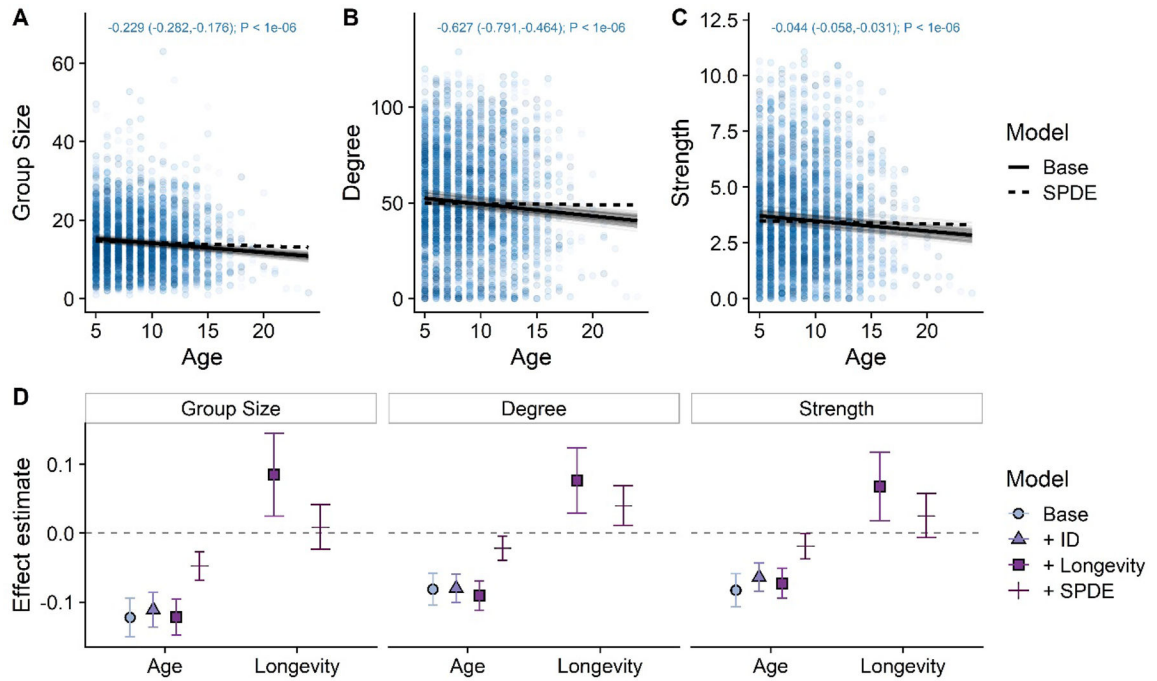 A
-0.229 (-0.282,-0.176); P < 1e-06
Group Size
60
40
20
0
5 10 15 20
Age
B
-0.627 (-0.791,-0.464); P < 1e-06
Degree
100
50
0
5 10 15 20
Age
C
-0.044 (-0.058,-0.031); P < 1e-06
Strength
12.5
10.0
7.5
5.0
2.5
0.0
5 10 15 20
Age
Model
Base
SPDE
D
Group Size Degree Strength
Effect estimate
0.1
0.0
-0.1
Age Longevity Age Longevity Age Longevity
Model
Base
+ ID
+ Longevity
+ SPDE